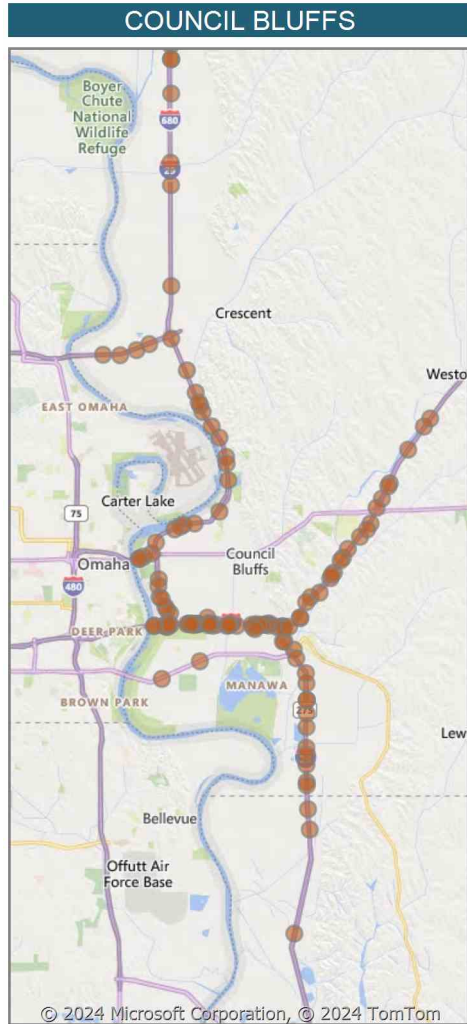 COUNCIL BLUFFS
Boyer
Chute
National
Wildlife
Refuge
680
Crescent
Westo
EAST OMAHA
Carter Lake
75
Omaha
Council
Bluffs
480
DEER PARK
MANAWA
BROWN PARK
275
Lew
Bellevue
Offutt Air
Force Base
© 2024 Microsoft Corporation, © 2024 TomTom